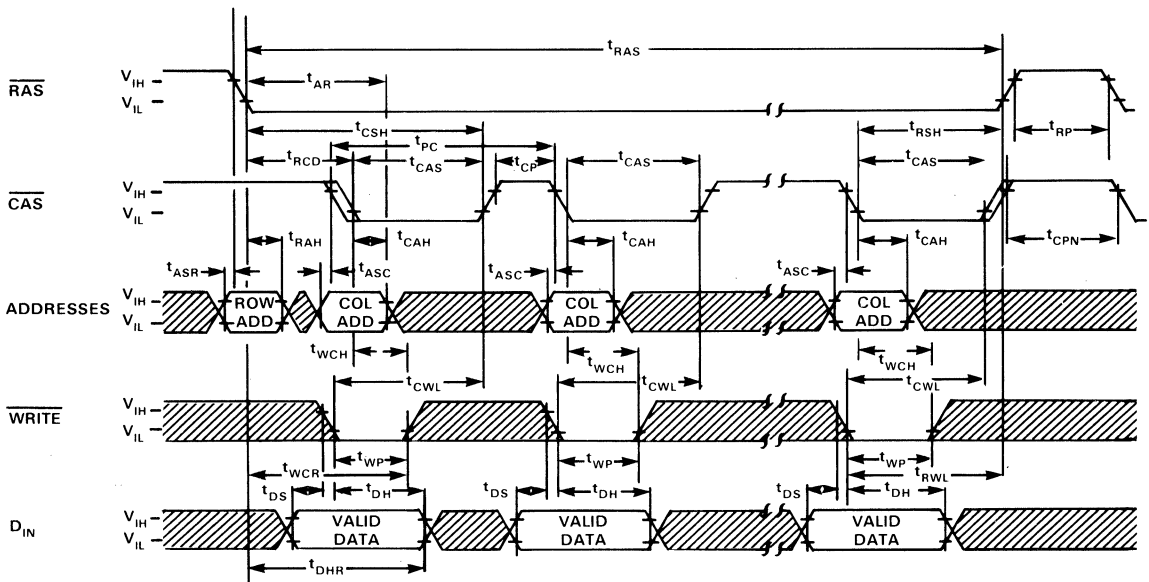 tRAS
RAS VIH VIL tAR
tCSH tRSH tRP
tPC
tRCD tCAS tCP tCAS tCAS
CAS VIH VIL
tRAH tCAH tCAH tCAH tCPN
tASR tASC tASC tASC
ADDRESSES VIH VIL ROW ADD COL ADD COL ADD COL ADD
tWCH tWCH tWCH
tCWL tCWL tCWL
WRITE VIH VIL
tWP tWP tWP
tWCR tRWL
tDS tDH tDS tDH tDS tDH
DIN VIH VIL VALID DATA VALID DATA VALID DATA
tDHR